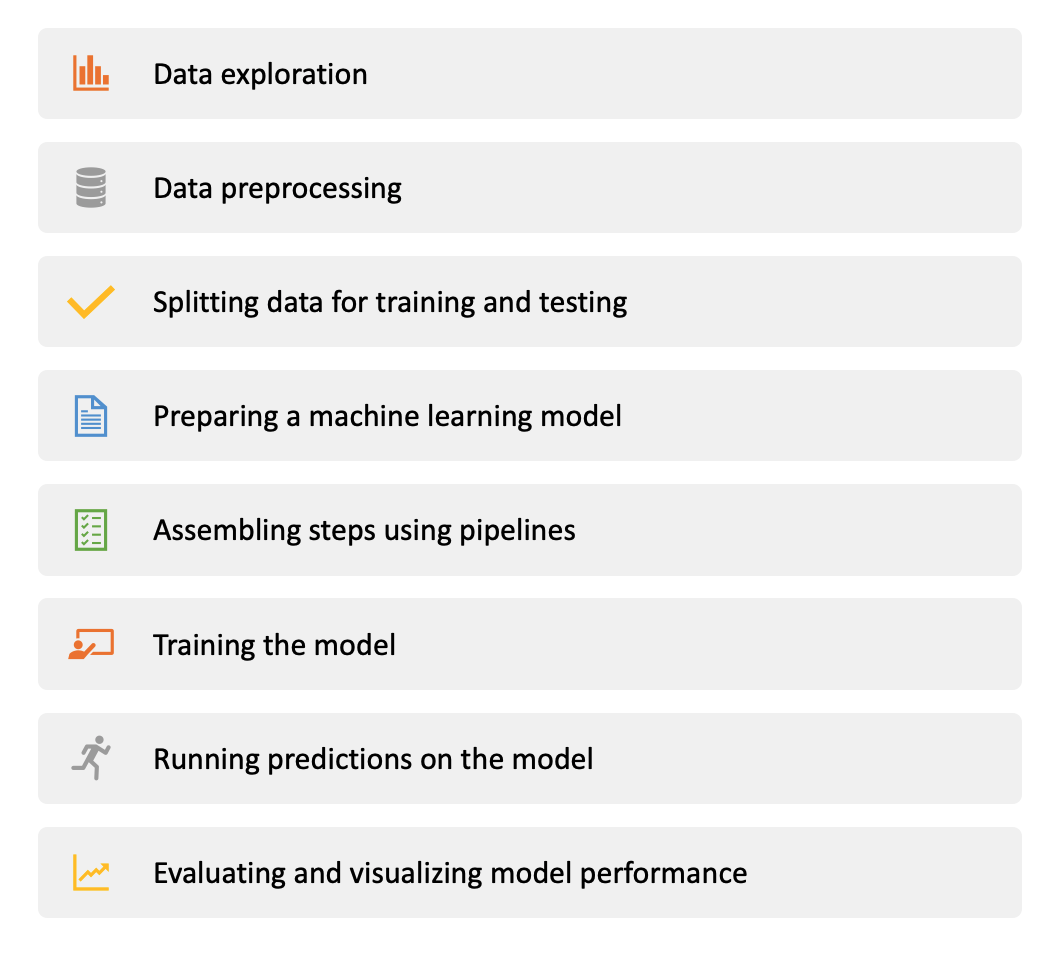 Data exploration
Data preprocessing
Splitting data for training and testing
Preparing a machine learning model
Assembling steps using pipelines
Training the model
Running predictions on the model
Evaluating and visualizing model performance